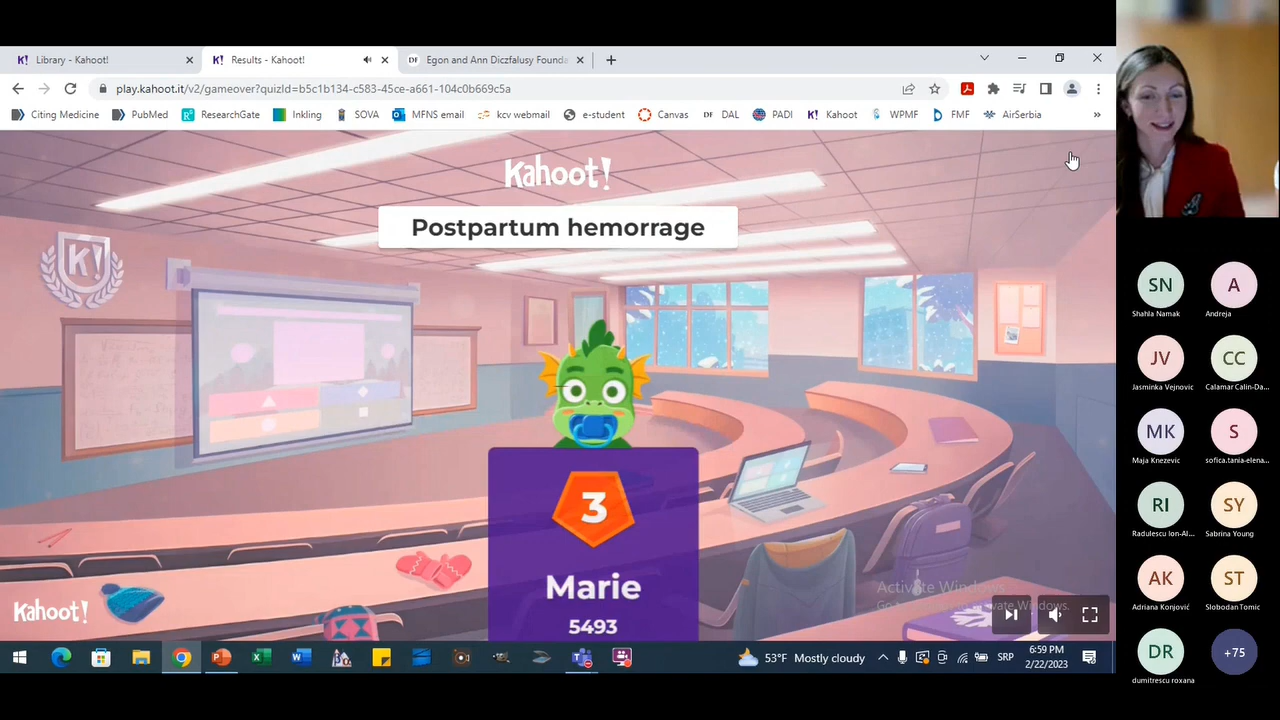 Library - Kahoot!
Results - Kahoot!
Egon and Ann Diczfalusy Founda
play.kahoot.it/v2/gameover?quizId=b5c1b134-c583-45ce-a661-104c0b669c5a
Citing Medicine
PubMed
ResearchGate
Inkling
SOVA
MFNS email
kcv webmail
e-student
Canvas
DAL
PADI
Kahoot
WPMF
FMF
AirSerbia
Kahoot!
Postpartum hemorrage
K!
3
Marie
5493
Kahoot!
Activate Windows
53°F Mostly cloudy
SRP
6:59 PM
2/22/2023
SN
Shahla Namak
A
Andreja
JV
Jasminka Vejnovic
CC
Calamar Calin-Da...
MK
Maja Knezevic
S
sofica.tania-elena...
RI
Radulescu Ion-Al...
SY
Sabrina Young
AK
Adriana Konjović
ST
Slobodan Tomic
DR
dumitrescu roxana
+75